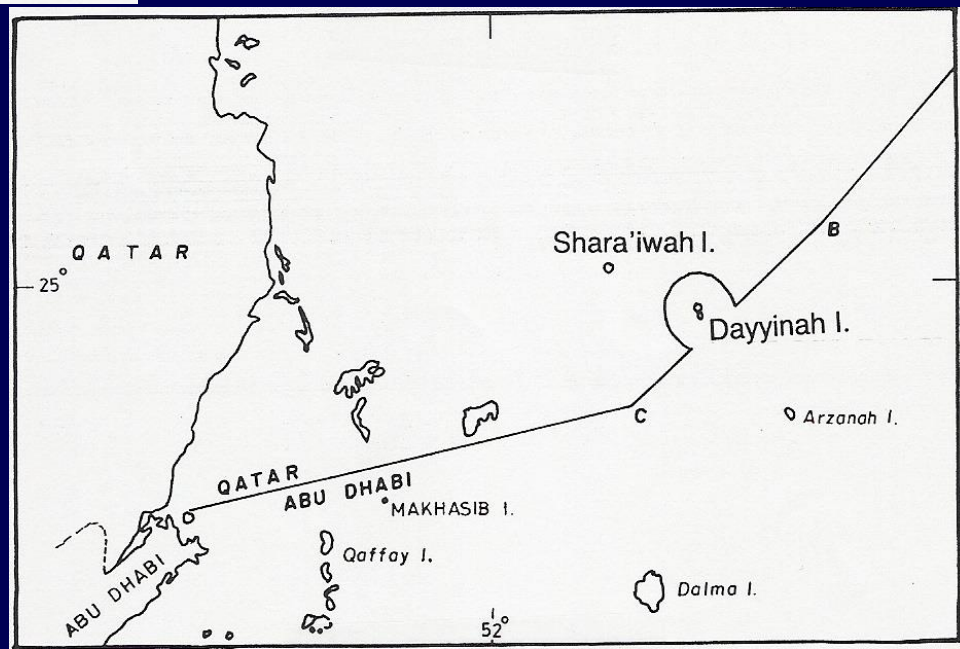 Shara'iwah I.
B
QATAR
25°
Dayyinah I.
C
Arzanah I.
QATAR
ABU DHABI
MAKHASIB I.
Qaffay I.
ABU DHABI
Dalma I.
52°